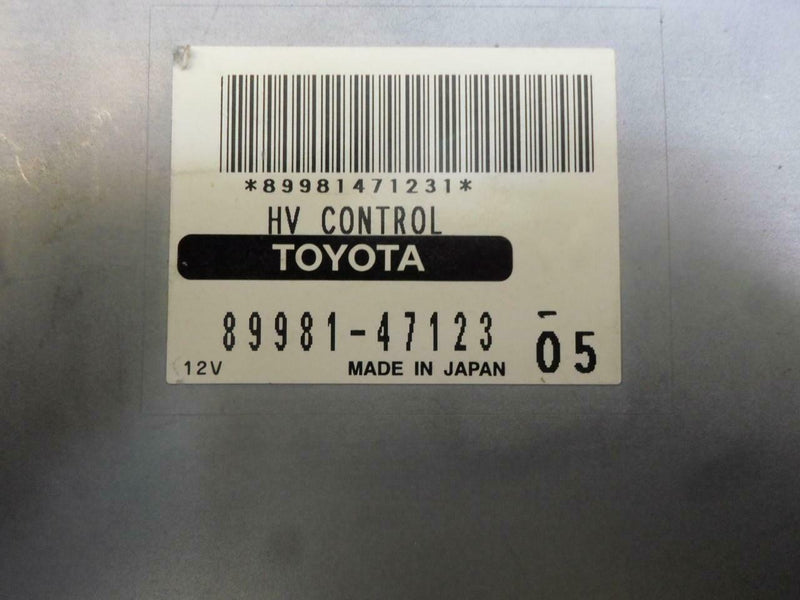 *89981471231*
HV CONTROL
TOYOTA
89981-47123
05
12V
MADE IN JAPAN